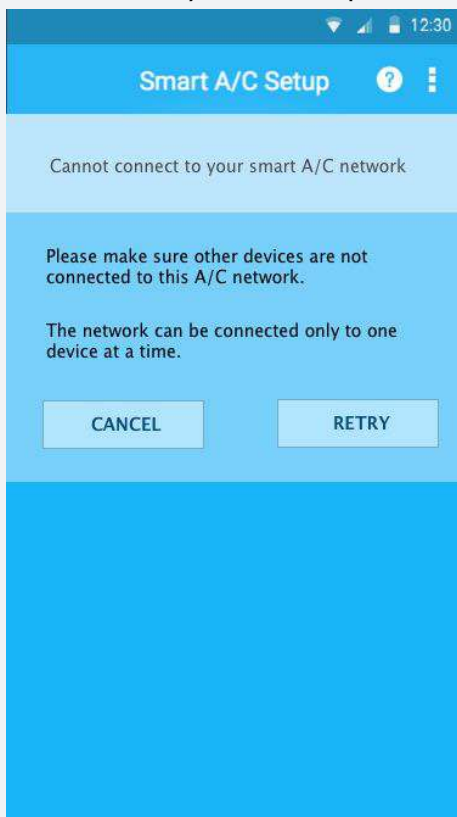 12:30
Smart A/C Setup ?
Cannot connect to your smart A/C network
Please make sure other devices are not
connected to this A/C network.
The network can be connected only to one
device at a time.
CANCEL RETRY